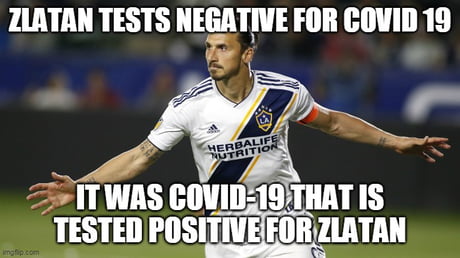 ZLATAN TESTS NEGATIVE FOR COVID 19
LA
HERBALIFE
NUTRITION
IT WAS COVID-19 THAT IS
TESTED POSITIVE FOR ZLATAN
imgflip.com